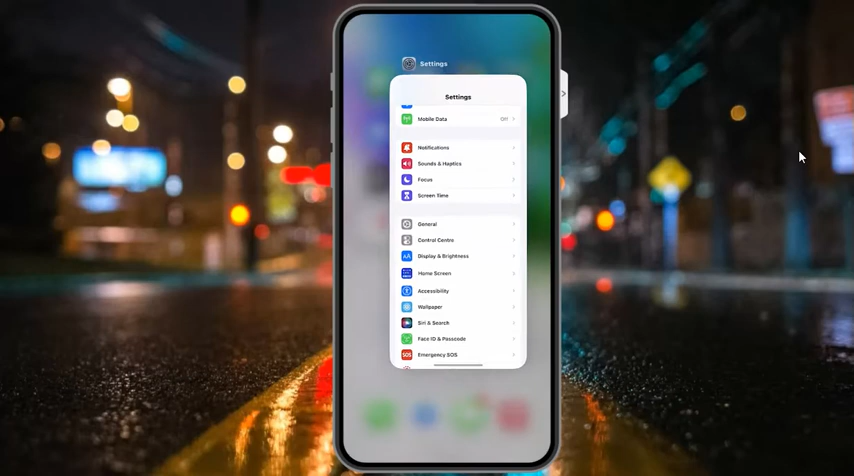 Settings
Settings
Mobile Data Off
Notifications
Sounds & Haptics
Focus
Screen Time
General
Control Centre
Display & Brightness
Home Screen
Accessibility
Wallpaper
Siri & Search
Face ID & Passcode
SOS Emergency SOS